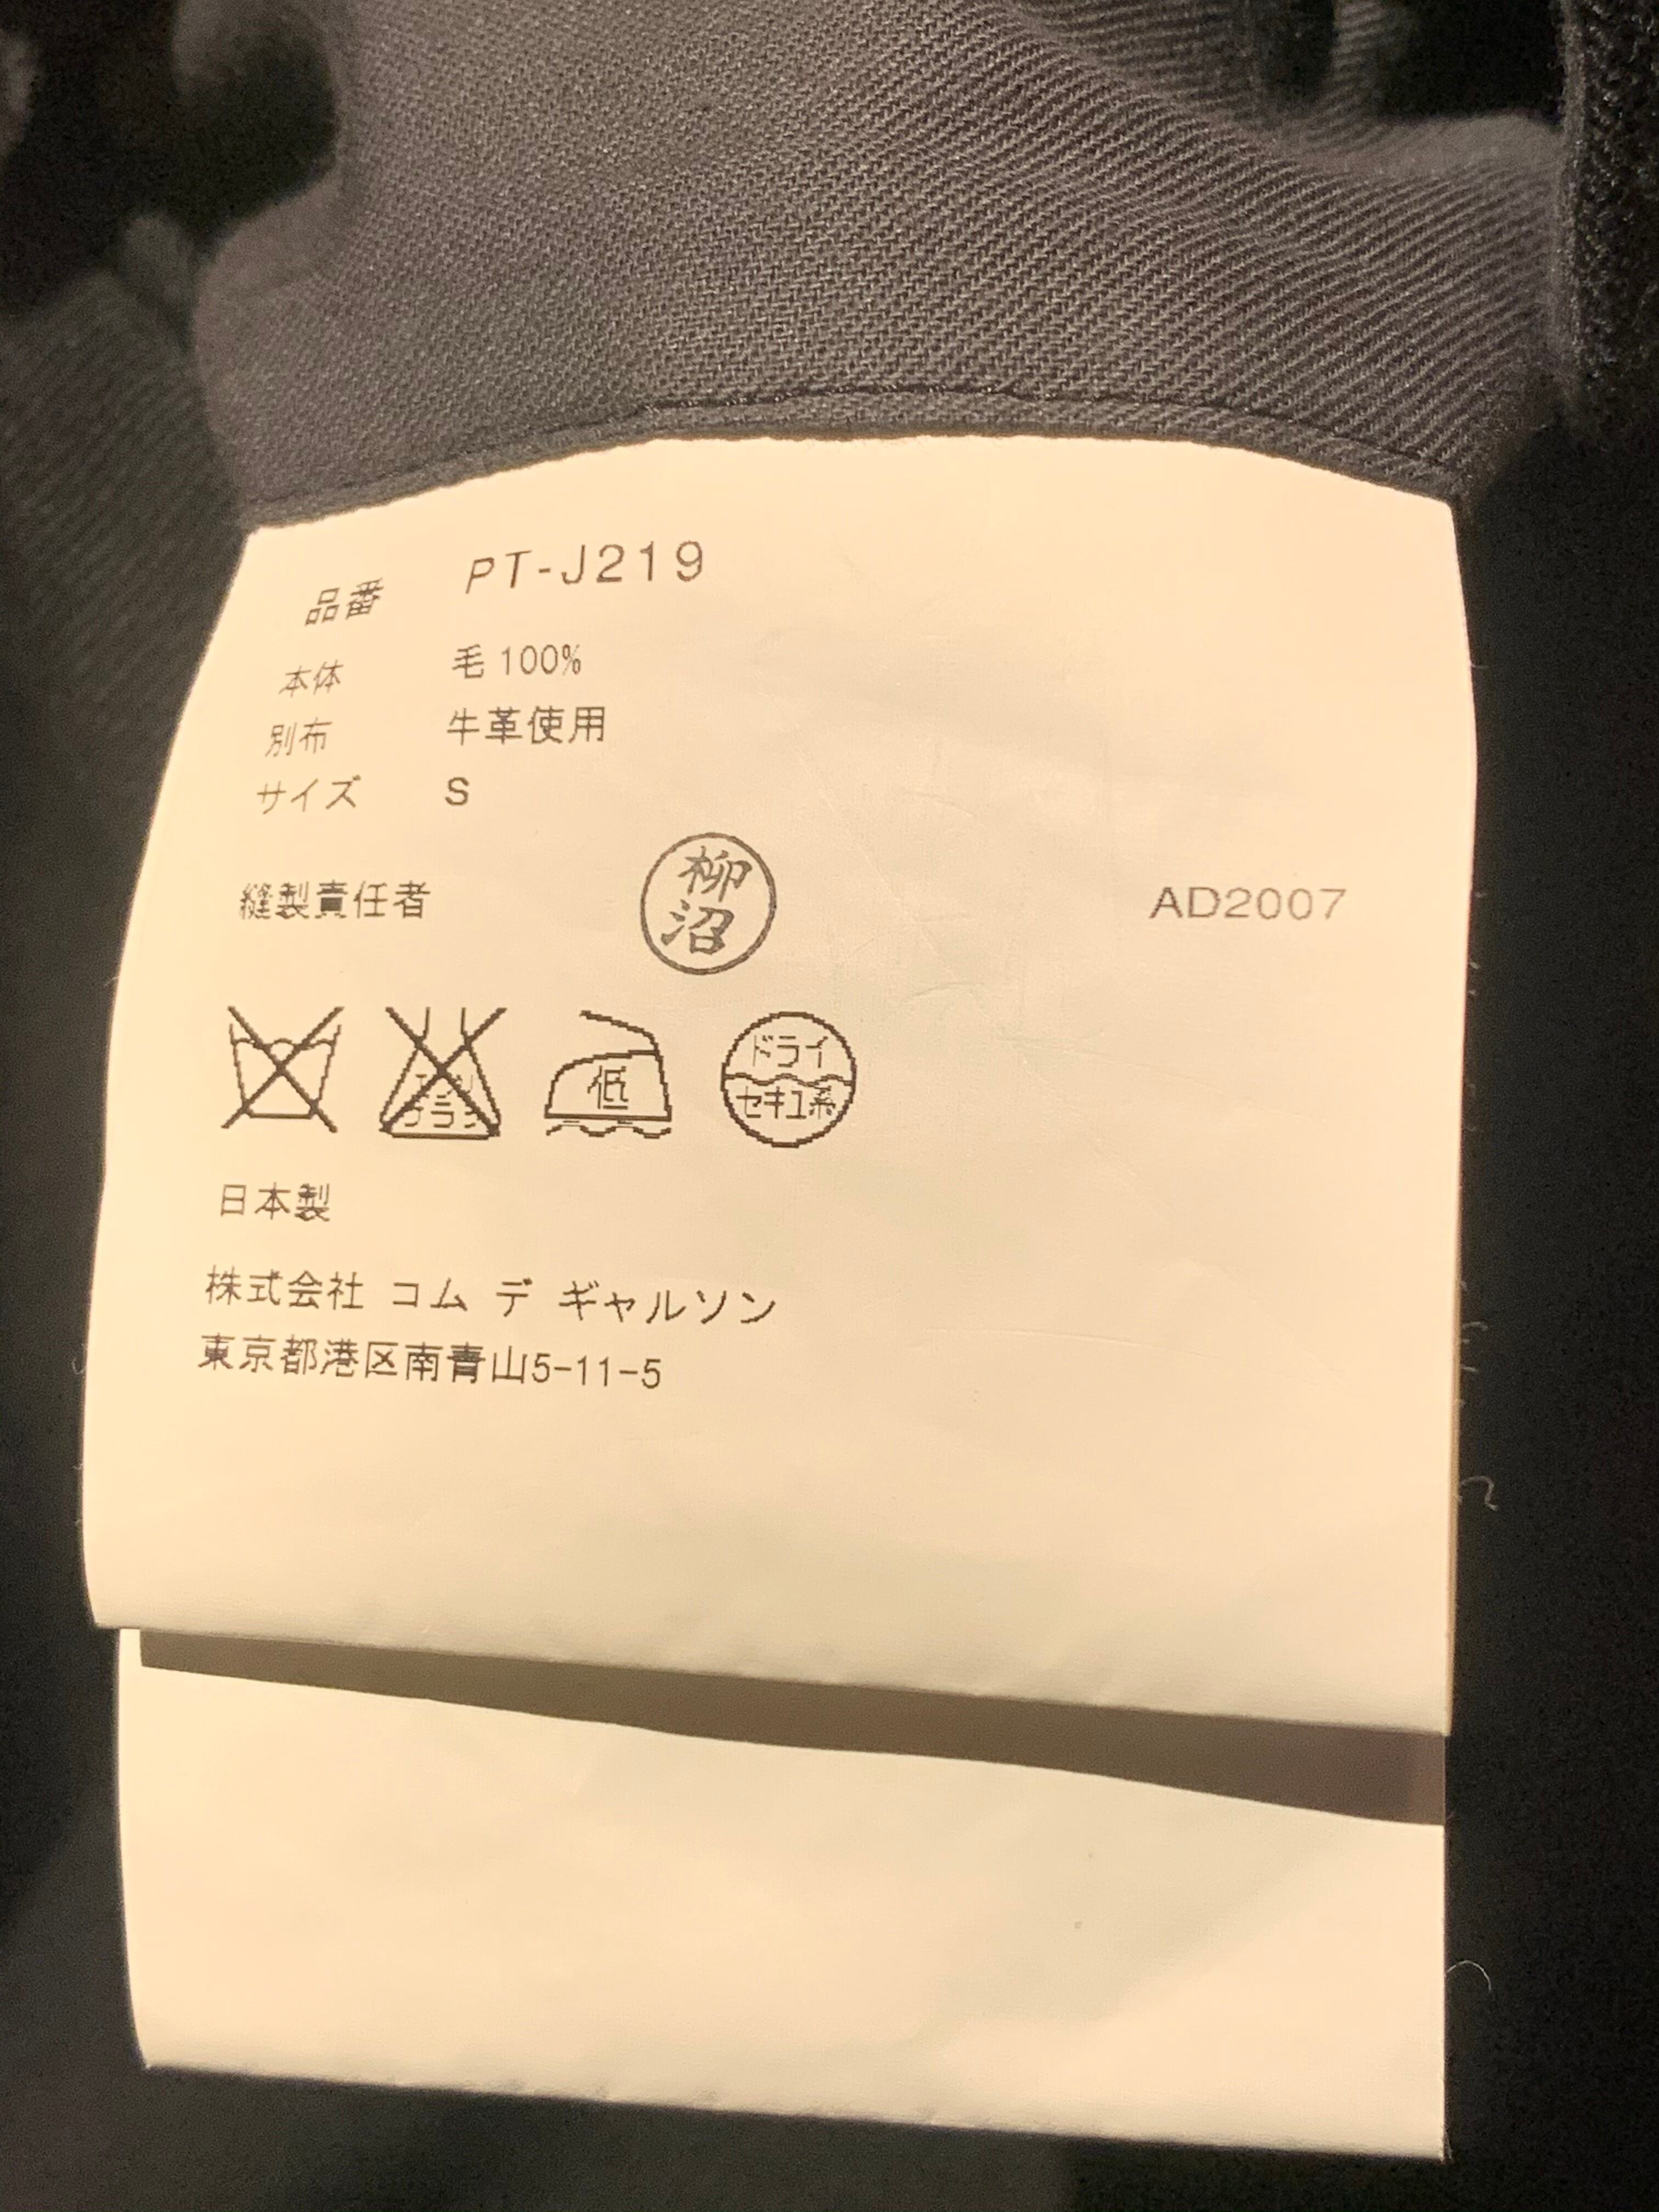 品番 PT-J219
本体 毛 100%
別布 牛革使用
サイズ S
縫製責任者 柳沼 AD2007
低 ドライ セキユ系
日本製
株式会社 コム デ ギャルソン
東京都港区南青山5-11-5